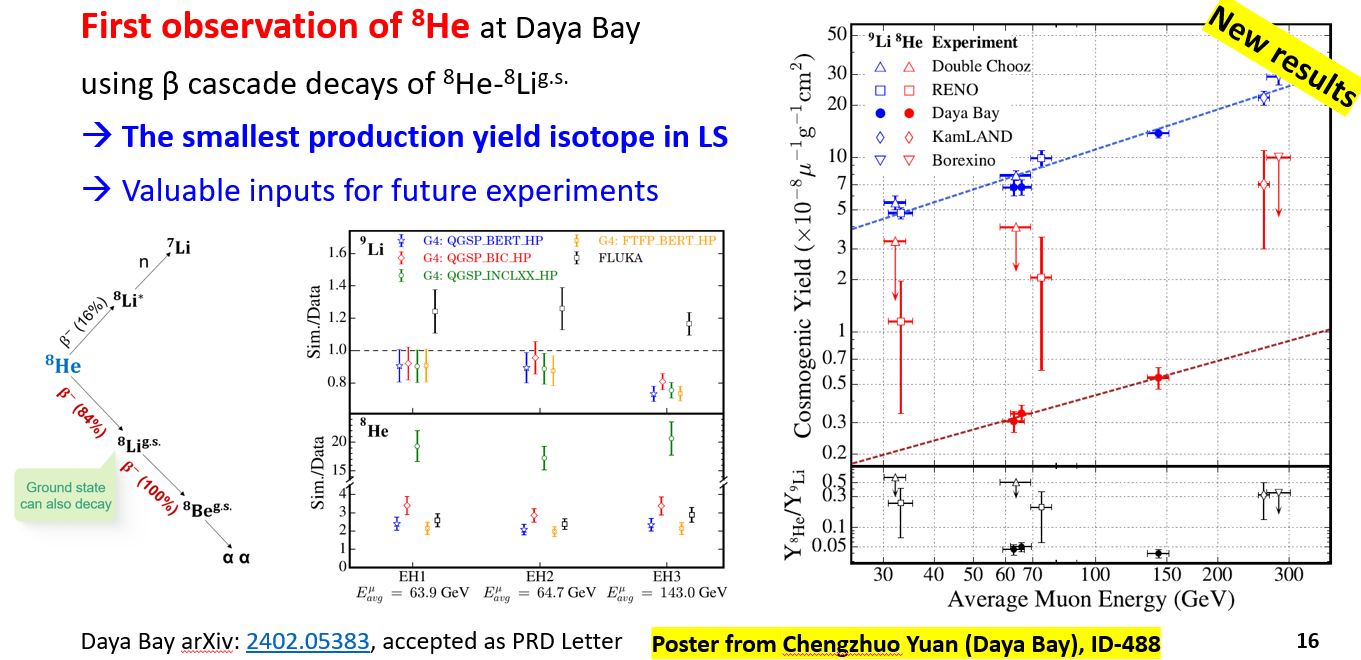 First observation of ⁸He at Daya Bay
using β cascade decays of ⁸He-⁸Liᵍ·ˢ·
→ The smallest production yield isotope in LS
→ Valuable inputs for future experiments
⁷Li
n
⁸Li*
β⁻ (16%)
⁸He
β⁻ (84%)
⁸Liᵍ·ˢ·
β⁻ (100%)
⁸Beᵍ·ˢ·
α α
Ground state
can also decay
⁹Li
G4: QGSP_BERT_HP
G4: FTFP_BERT_HP
G4: QGSP_BIC_HP
FLUKA
G4: QGSP_INCLXX_HP
Sim./Data
1.6
1.4
1.2
1.0
0.8
⁸He
Sim./Data
20
15
4
3
2
1
0
EH1 EH2 EH3
E^μ_avg = 63.9 GeV E^μ_avg = 64.7 GeV E^μ_avg = 143.0 GeV
New results
⁹Li ⁸He Experiment
Double Chooz
RENO
Daya Bay
KamLAND
Borexino
Cosmogenic Yield (×10⁻⁸ μ⁻¹g⁻¹cm²)
50
30
20
10
7
5
3
2
1
0.7
0.5
0.3
0.2
Y⁸He/Y⁹Li
0.5
0.1
0.05
30 40 50 60 70 100 150 200 300
Average Muon Energy (GeV)
Daya Bay arXiv: 2402.05383, accepted as PRD Letter
Poster from Chengzhuo Yuan (Daya Bay), ID-488
16